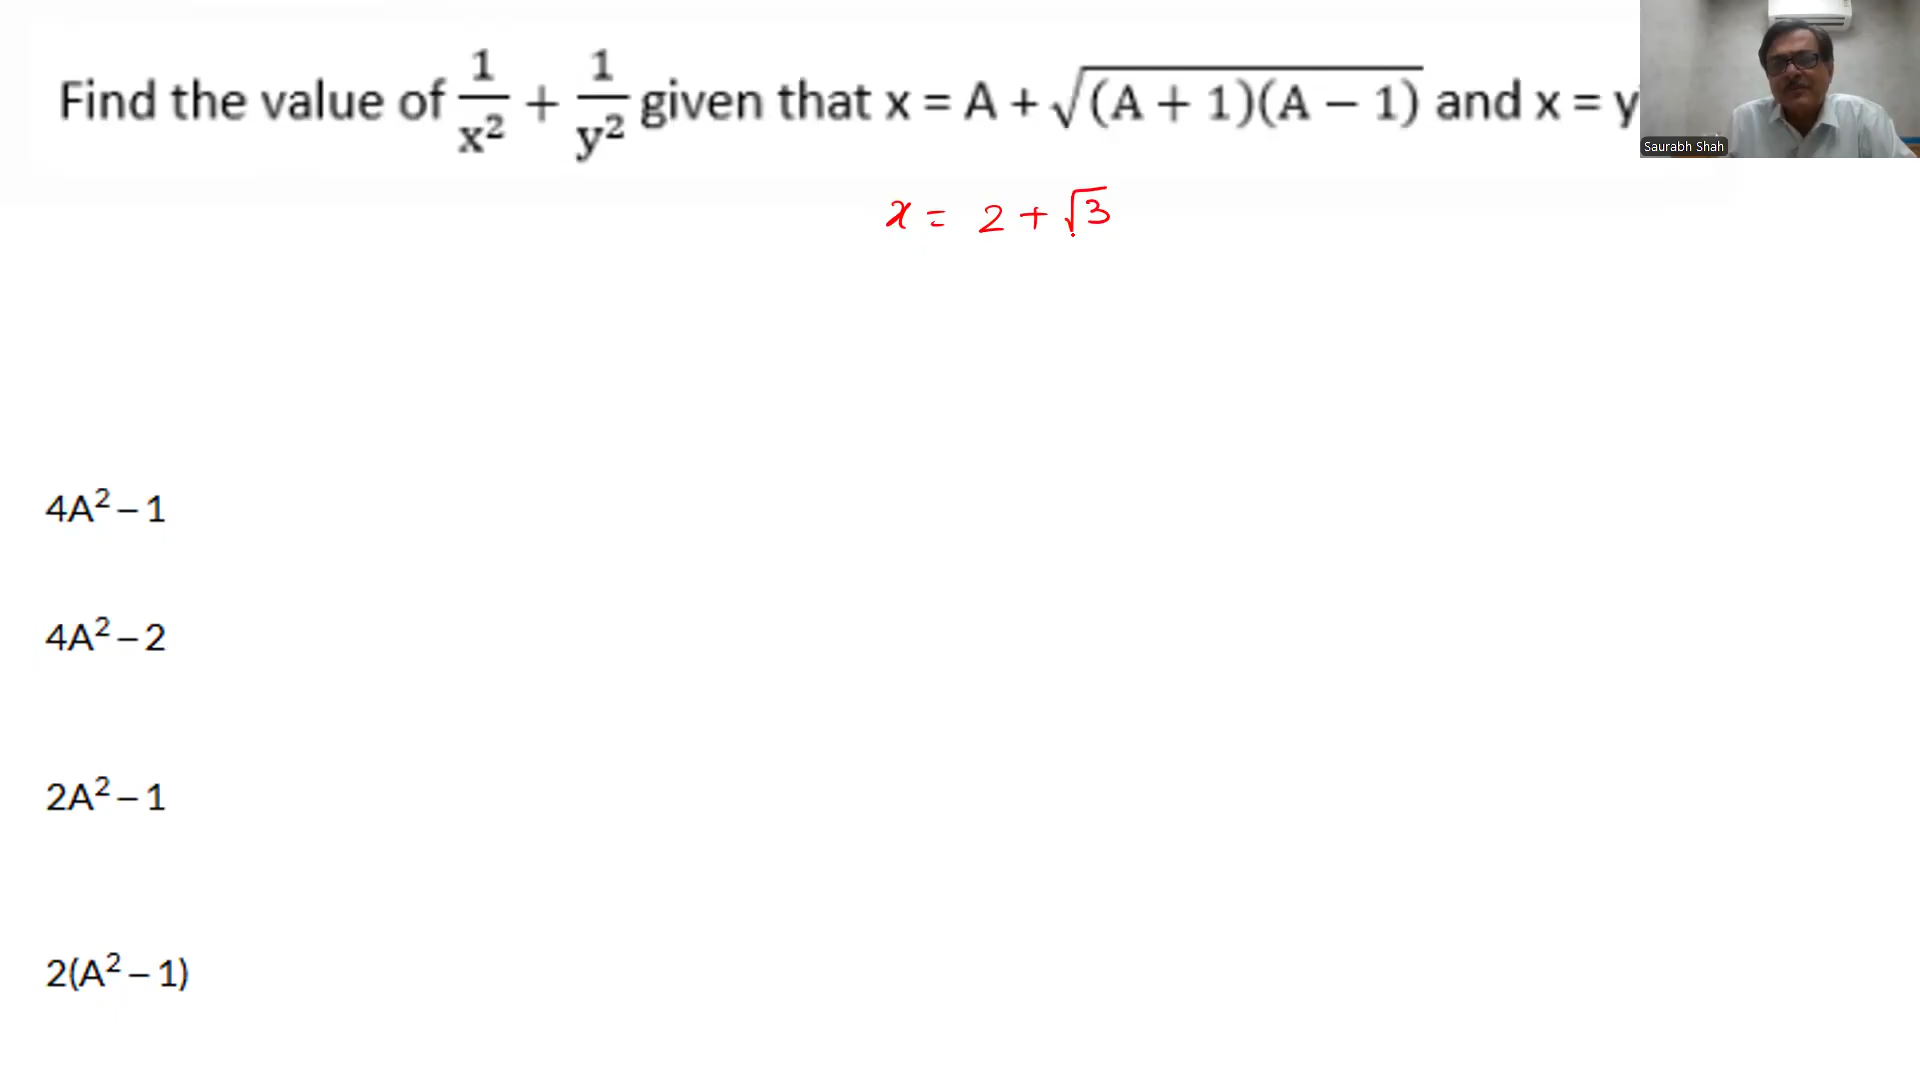 Find the value of 1/x² + 1/y² given that x = A + √(A + 1)(A − 1) and x = y
Saurabh Shah
x = 2 + √3
4A² – 1
4A² – 2
2A² – 1
2(A² – 1)